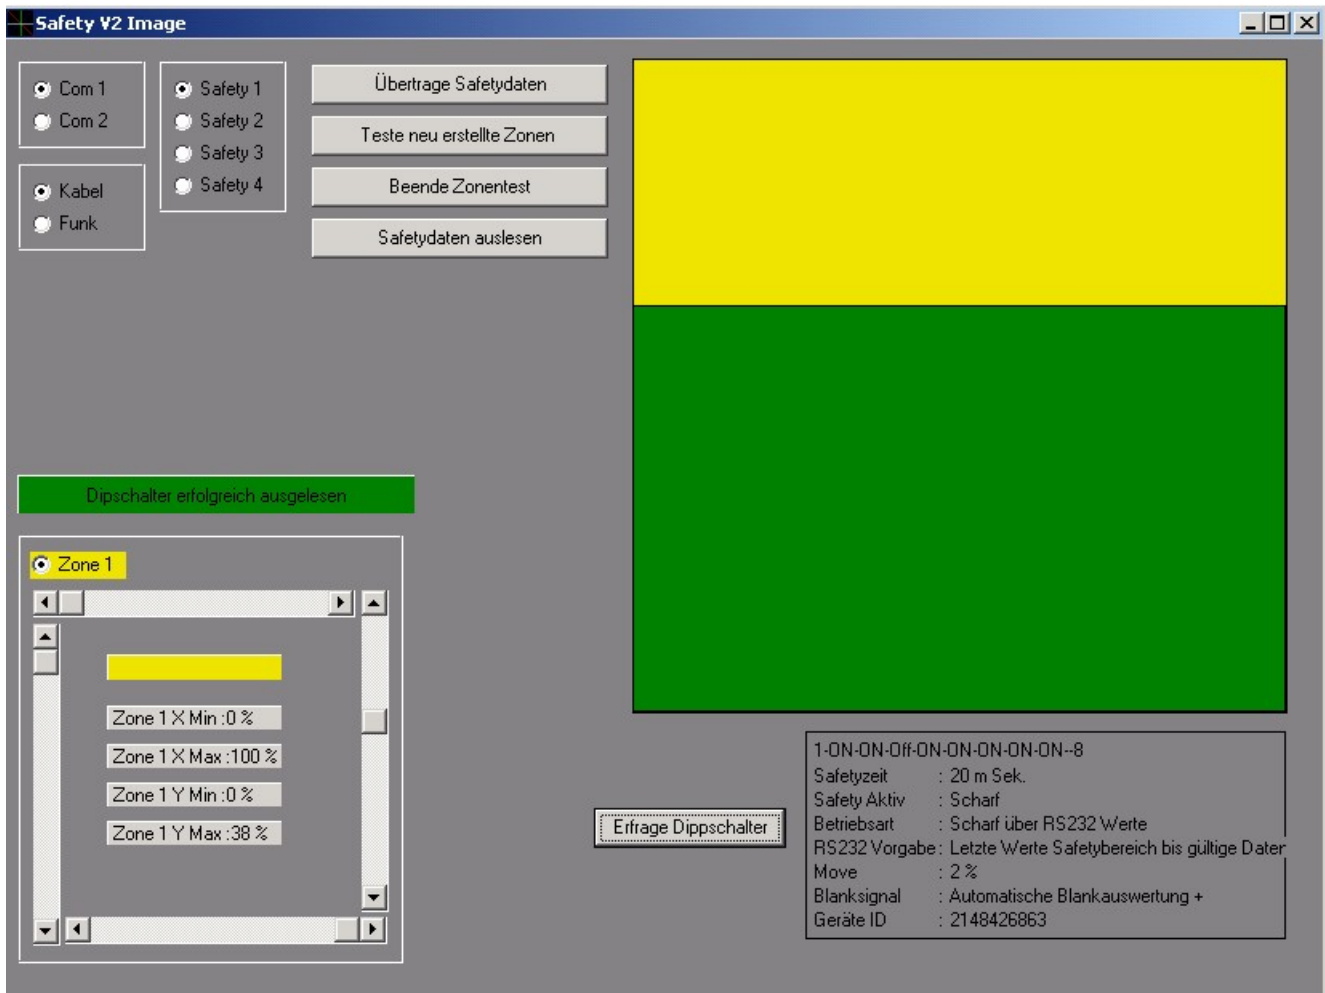 Safety V2 Image
Com 1
Com 2
Kabel
Funk
Safety 1
Safety 2
Safety 3
Safety 4
Übertrage Safetydaten
Teste neu erstellte Zonen
Beende Zonentest
Safetydaten auslesen
Dipschalter erfolgreich ausgelesen
Zone 1
Zone 1 X Min :0 %
Zone 1 X Max :100 %
Zone 1 Y Min :0 %
Zone 1 Y Max :38 %
Erfrage Dippschalter
1-ON-ON-Off-ON-ON-ON-ON-ON--8
Safetyzeit : 20 m Sek.
Safety Aktiv : Scharf
Betriebsart : Scharf über RS232 Werte
RS232 Vorgabe : Letzte Werte Safetybereich bis gültige Daten
Move : 2 %
Blanksignal : Automatische Blankauswertung +
Geräte ID : 2148426863